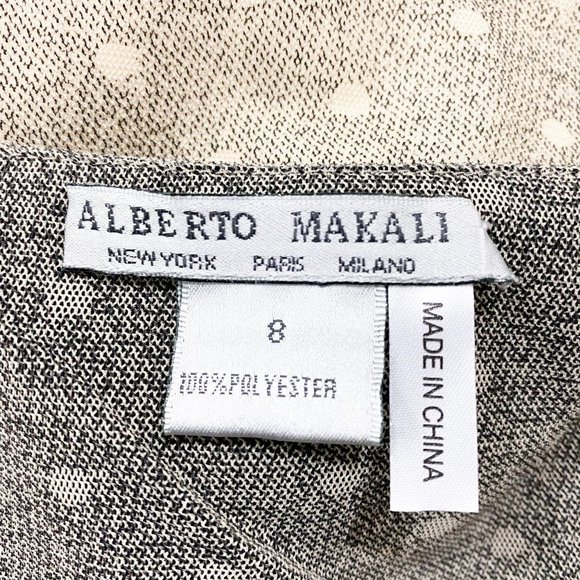 ALBERTO MAKALI
NEW YORK PARIS MILANO
8
100% POLYESTER
MADE IN CHINA